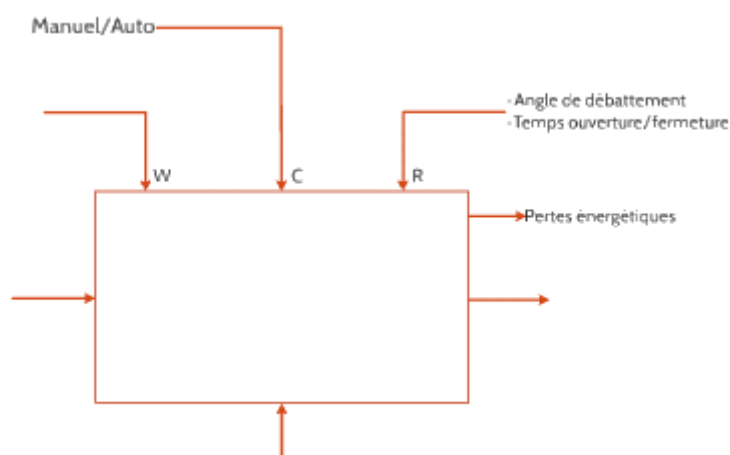 Manuel/Auto
-Angle de débattement
-Temps ouverture/fermeture
W
C
R
Pertes énergétiques